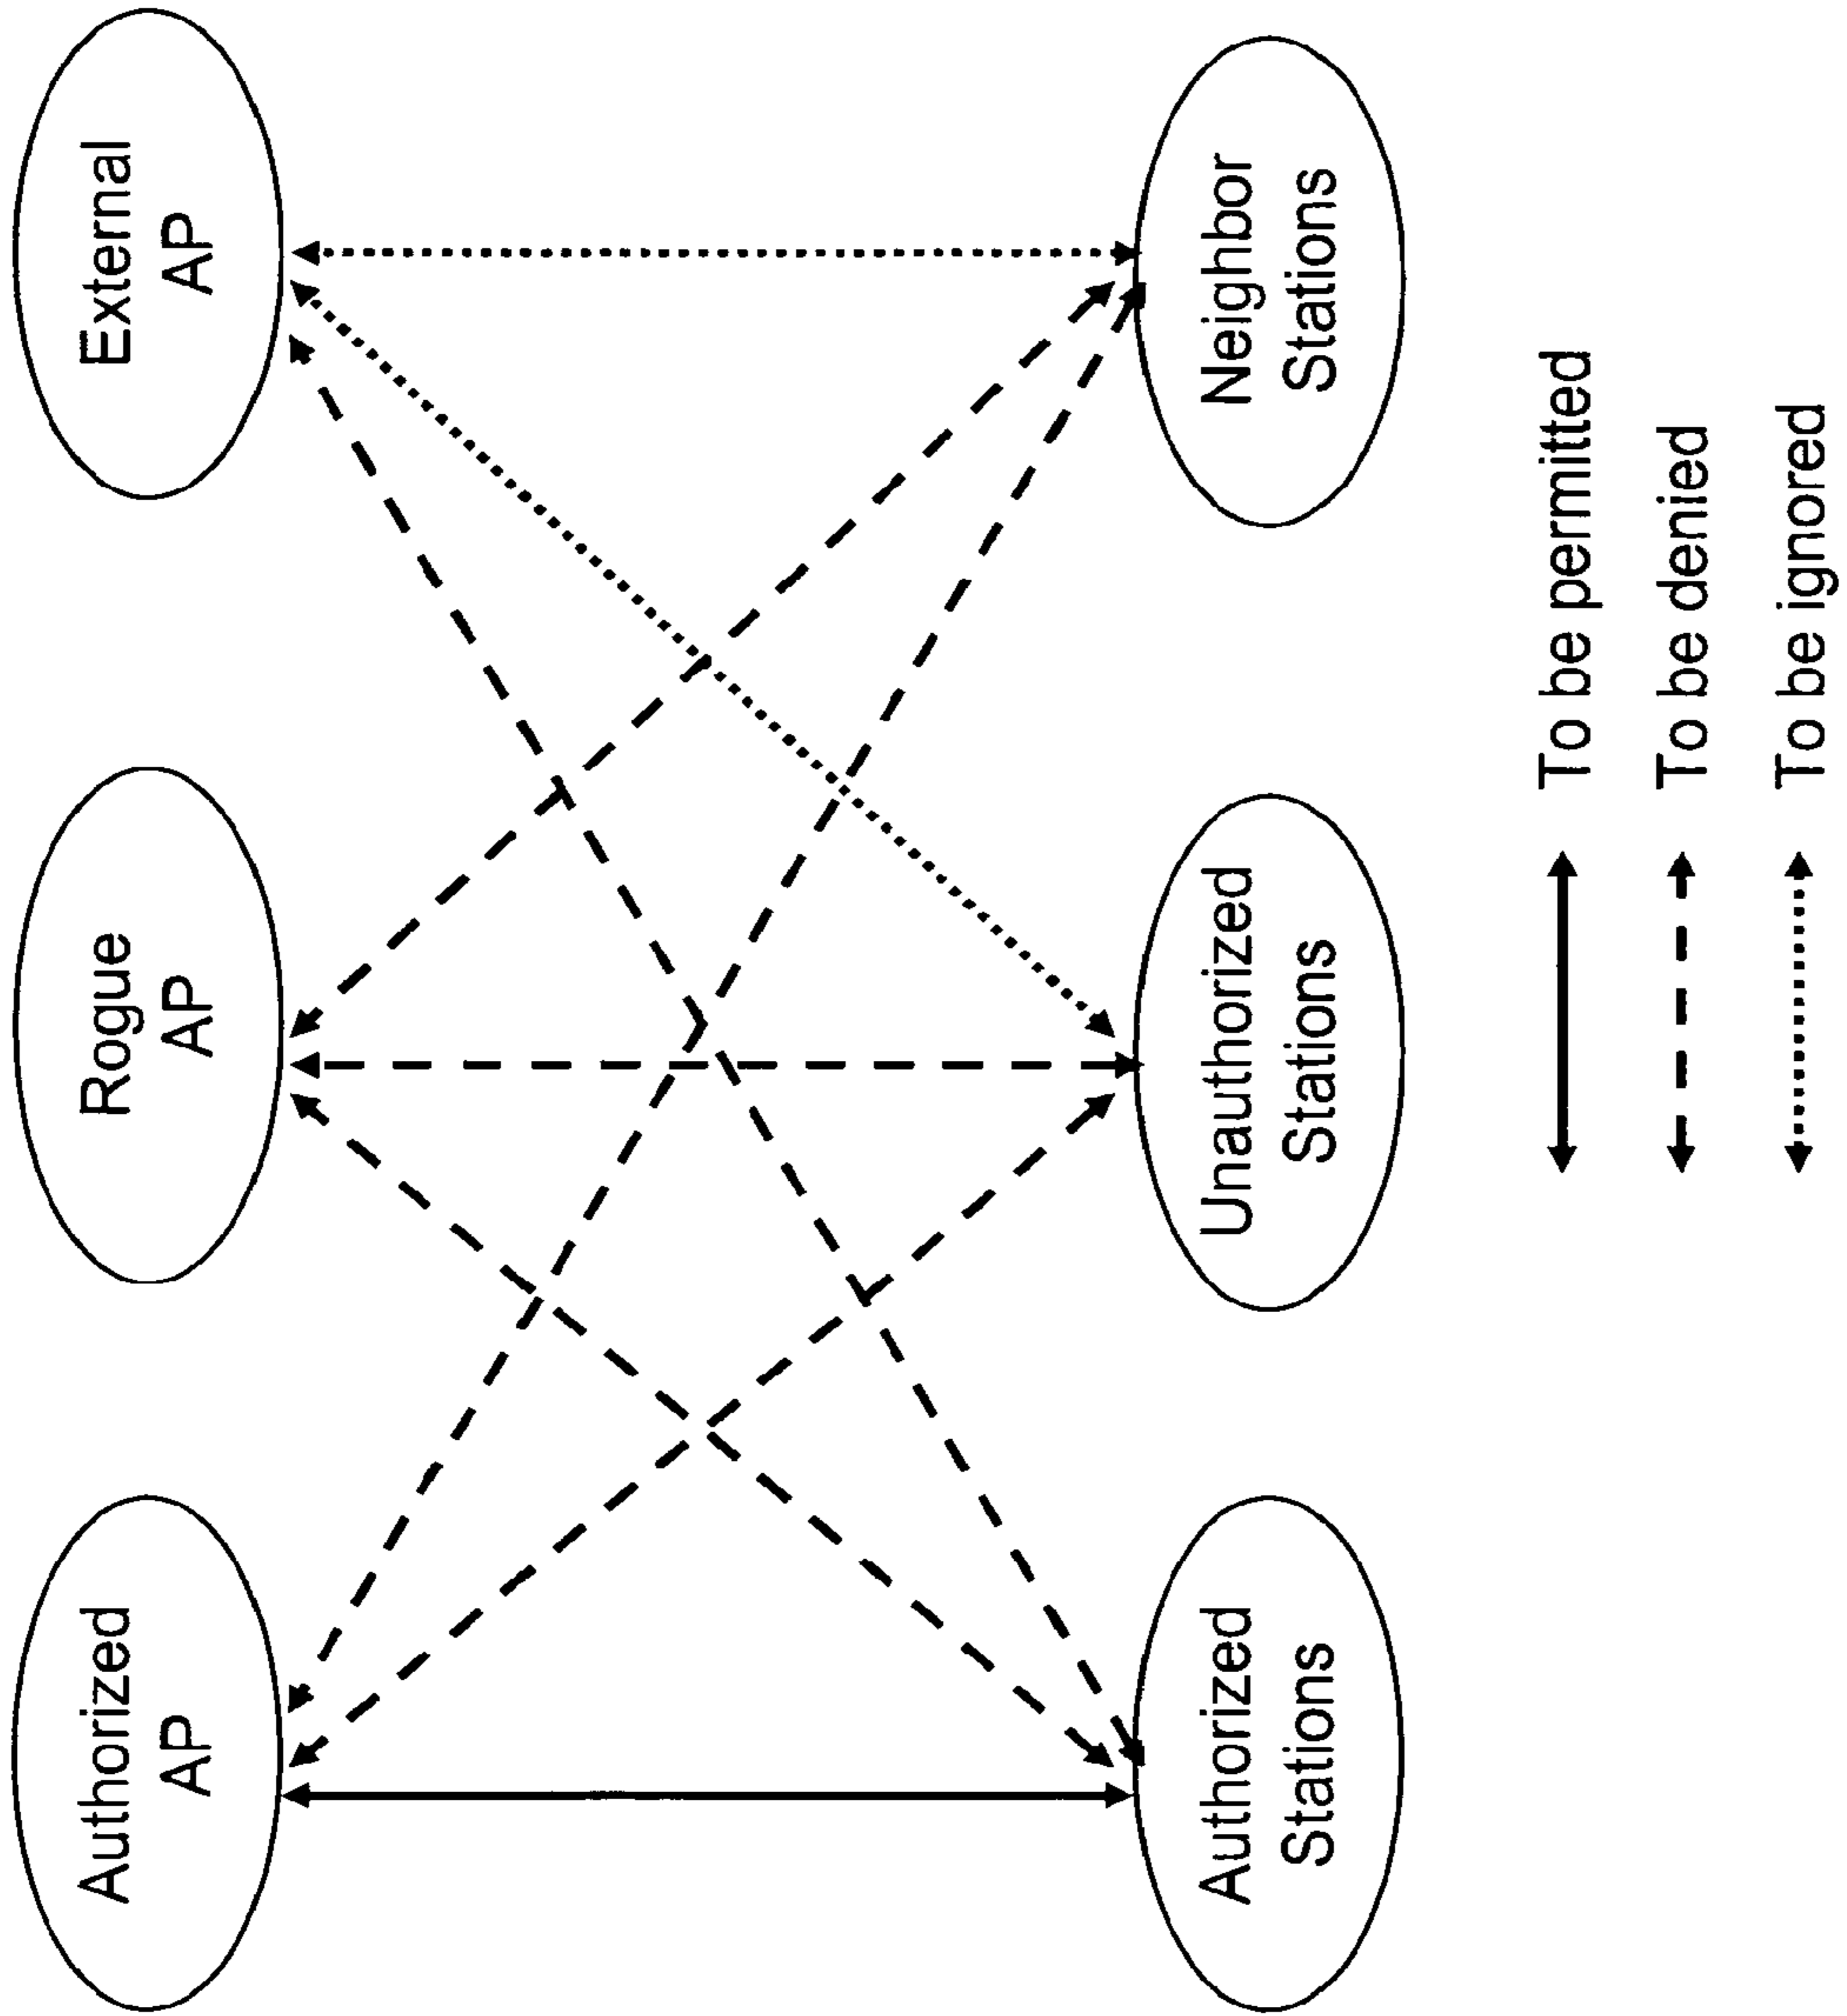 Authorized
AP
Rogue
AP
External
AP
Authorized
Stations
Unauthorized
Stations
Neighbor
Stations
To be permitted
To be denied
To be ignored